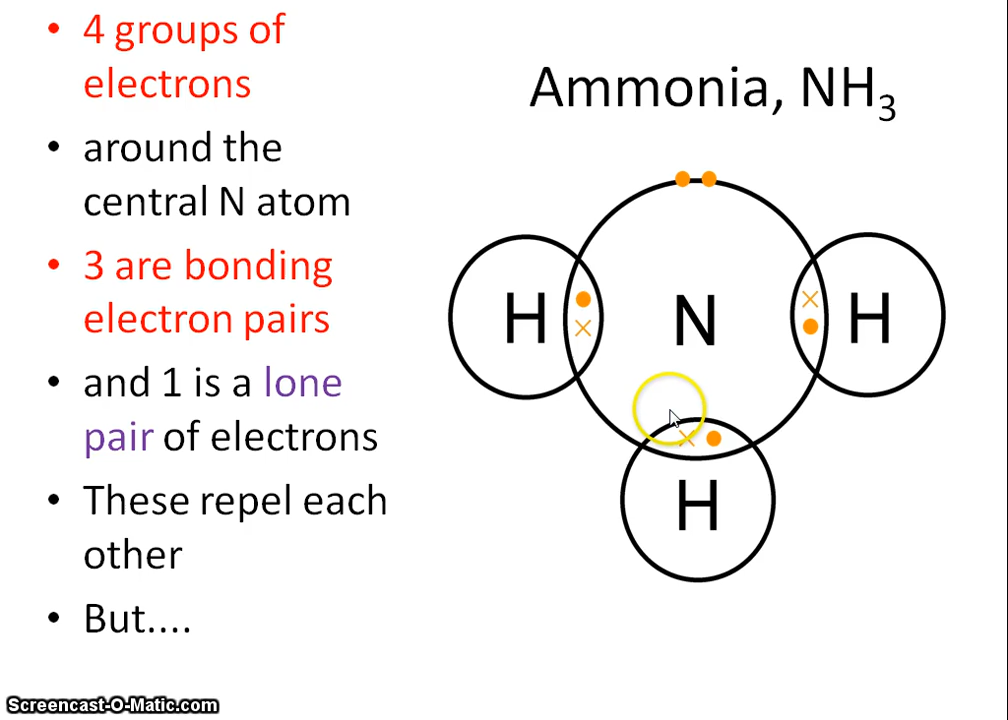 • 4 groups of
electrons
• around the
central N atom
• 3 are bonding
electron pairs
• and 1 is a lone
pair of electrons
• These repel each
other
• But....
Ammonia, NH₃
H N H
H
Screencast-O-Matic.com